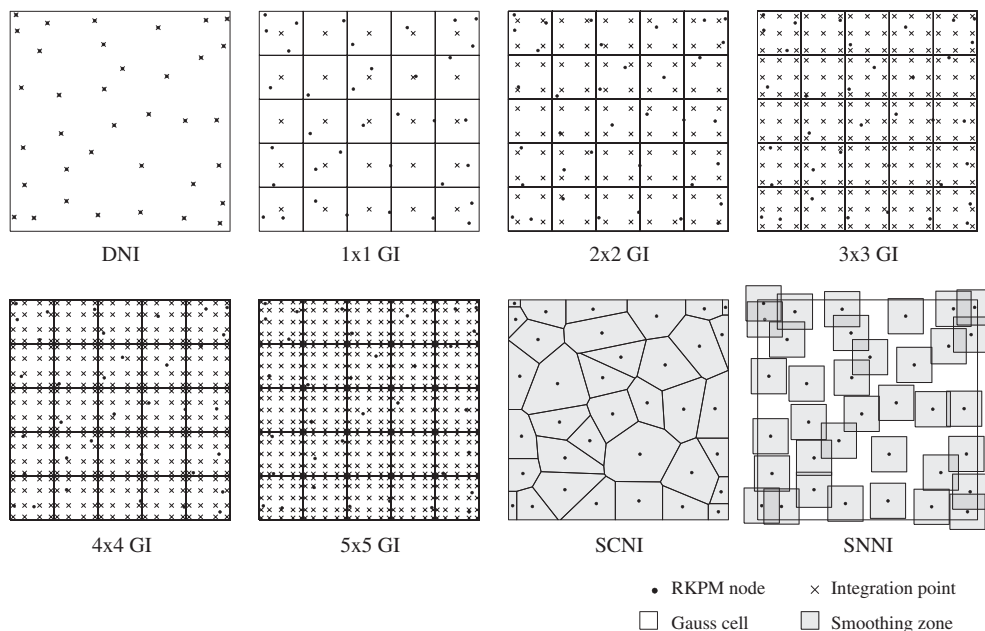 DNI
1x1 GI
2x2 GI
3x3 GI
4x4 GI
5x5 GI
SCNI
SNNI
RKPM node
Integration point
Gauss cell
Smoothing zone